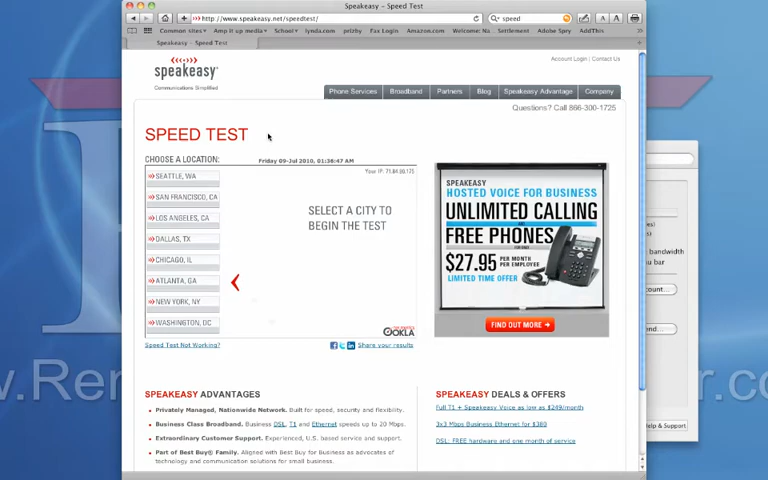 Speakeasy - Speed Test
http://www.speakeasy.net/speedtest/
speed
Common sites Amp it up media School lynda.com prizby Fax Login Amazon.com Welcome: Na... Settlement Adobe Spry AddThis
Speakeasy - Speed Test
Account Login | Contact Us
speakeasy
Communications Simplified
Phone Services Broadband Partners Blog Speakeasy Advantage Company
Questions? Call 866-300-1725
SPEED TEST
CHOOSE A LOCATION:
Friday 09-Jul 2010, 01:36:47 AM
SEATTLE, WA
SAN FRANCISCO, CA
LOS ANGELES, CA
DALLAS, TX
CHICAGO, IL
ATLANTA, GA
NEW YORK, NY
WASHINGTON, DC
SELECT A CITY TO
BEGIN THE TEST
OOKLA
Speed Test Not Working?
Share your results
SPEAKEASY
HOSTED VOICE FOR BUSINESS
UNLIMITED CALLING
AND FREE PHONES
$27.95 PER MONTH PER EMPLOYEE
LIMITED TIME OFFER
FIND OUT MORE
SPEAKEASY ADVANTAGES
Privately Managed, Nationwide Network. Built for speed, security and flexibility.
Business Class Broadband. Business DSL, T1 and Ethernet speeds up to 20 Mbps.
Extraordinary Customer Support. Experienced, U.S. based service and support.
Part of Best Buy® Family. Aligned with Best Buy for Business as advocates of
technology and communication solutions for small business.
SPEAKEASY DEALS & OFFERS
Full T1 + Speakeasy Voice as low as $249/month
3x3 Mbps Business Ethernet for $380
DSL: FREE hardware and one month of service
bandwidth
u bar
count...
end...
Help & Support
w.Re
r.co